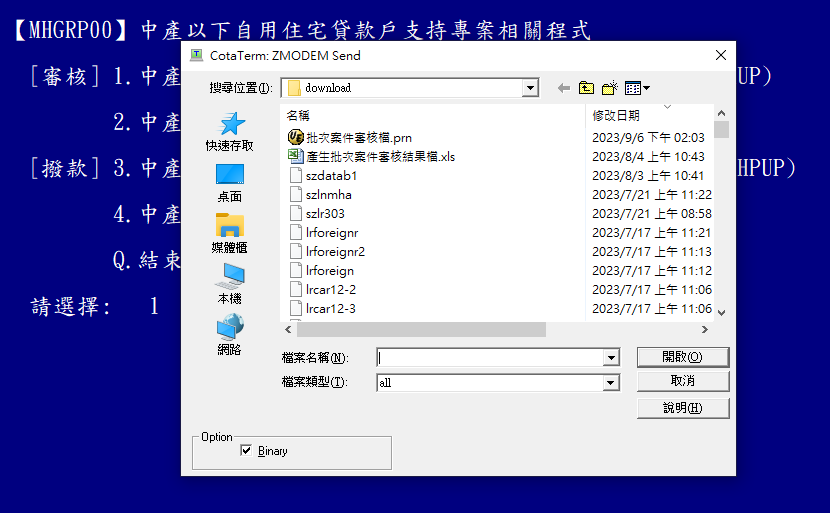 【MHGRP00】中產以下自用住宅貸款戶支持專案相關程式
CotaTerm: ZMODEM Send
[審核] 1.中產
UP)
2.中產
[撥款] 3.中產
HPUP)
4.中產
Q.結束
請選擇: 1
搜尋位置(I):
download
快速存取
桌面
媒體櫃
本機
網路
名稱
修改日期
批次案件審核檔.prn
2023/9/6 下午 02:03
產生批次案件審核結果檔.xls
2023/8/4 上午 10:43
szdatab1
2023/8/3 上午 10:41
szlnmha
2023/7/21 上午 11:22
szlr303
2023/7/21 上午 08:58
lrforeignr
2023/7/17 上午 11:21
lrforeignr2
2023/7/17 上午 11:13
lrforeign
2023/7/17 上午 11:12
lrcar12-2
2023/7/17 上午 11:06
lrcar12-3
2023/7/17 上午 11:06
檔案名稱(N):
開啟(O)
檔案類型(T):
all
取消
說明(H)
Option
Binary